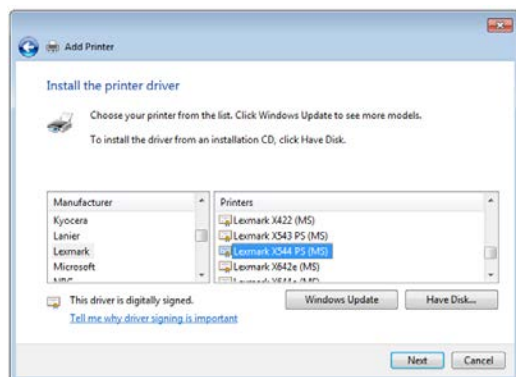 Add Printer
Install the printer driver
Choose your printer from the list. Click Windows Update to see more models.
To install the driver from an installation CD, click Have Disk.
Manufacturer
Kyocera
Lanier
Lexmark
Microsoft
Printers
Lexmark X422 (MS)
Lexmark X543 PS (MS)
Lexmark X544 PS (MS)
Lexmark X642e (MS)
This driver is digitally signed.
Tell me why driver signing is important
Windows Update
Have Disk...
Next
Cancel